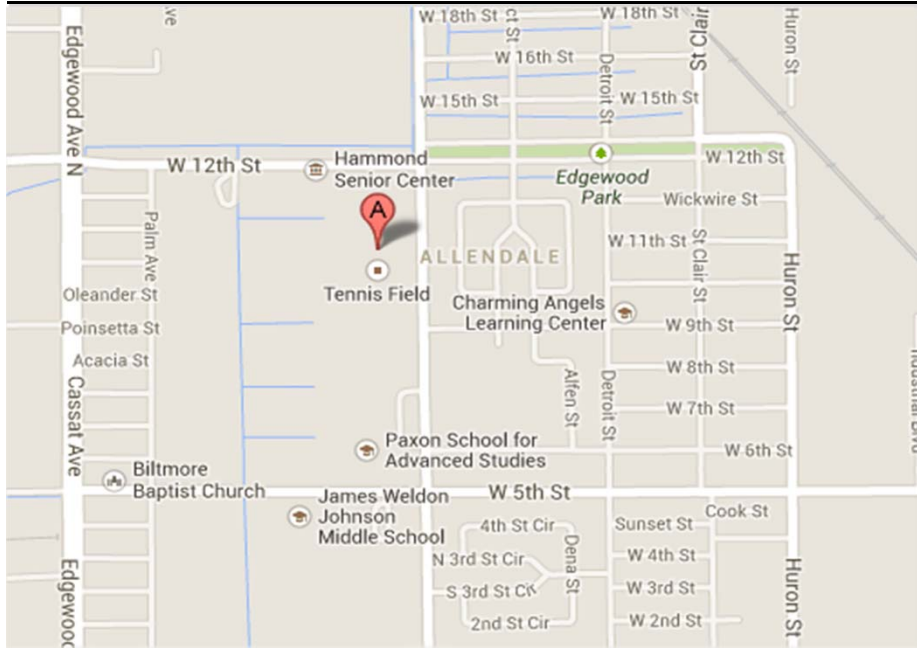 ve
W 18th St
ct St
W 18th St
St Clair
Huron St
Edgewood Ave N
W 16th St
Detroit St
W 15th St
W 15th St
W 12th St
Hammond
Senior Center
W 12th St
Edgewood
Park
Wickwire St
A
Palm Ave
W 11th St
St Clair St
ALLENDALE
Huron St
Tennis Field
Oleander St
Charming Angels
Learning Center
Poinsetta St
W 9th St
Acacia St
W 8th St
Cassat Ave
Alfen St
Detroit St
W 7th St
Paxon School for
Advanced Studies
W 6th St
Biltmore
Baptist Church
W 5th St
James Weldon
Johnson
Middle School
Cook St
4th St Cir
Sunset St
N 3rd St Cir
Dena St
W 4th St
Edgewood
Huron St
S 3rd St Cir
W 3rd St
2nd St Cir
W 2nd St